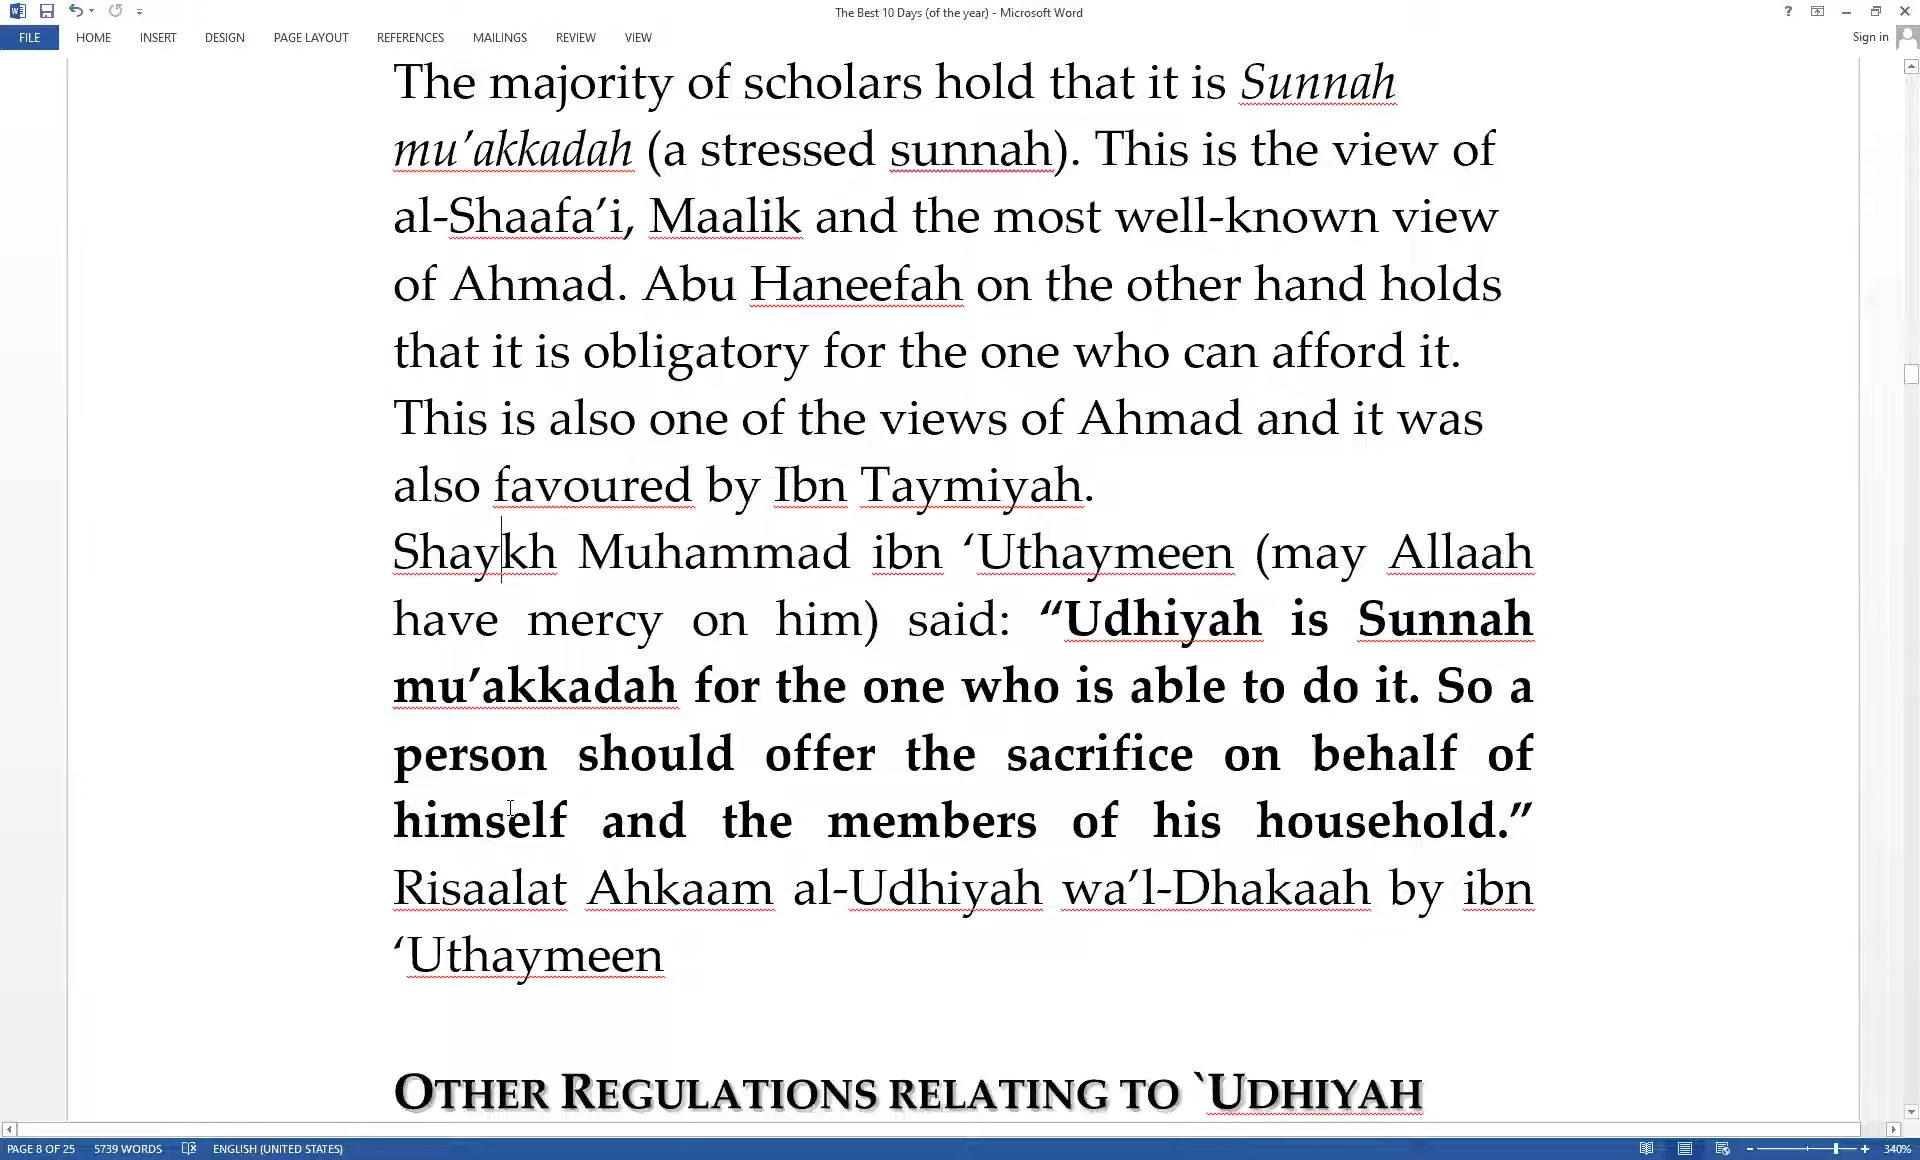 The Best 10 Days (of the year) - Microsoft Word
?
FILE HOME INSERT DESIGN PAGE LAYOUT REFERENCES MAILINGS REVIEW VIEW Sign in
The majority of scholars hold that it is Sunnah
mu’akkadah (a stressed sunnah). This is the view of
al-Shaafa’i, Maalik and the most well-known view
of Ahmad. Abu Haneefah on the other hand holds
that it is obligatory for the one who can afford it.
This is also one of the views of Ahmad and it was
also favoured by Ibn Taymiyah.
Shaykh Muhammad ibn ‘Uthaymeen (may Allaah
have mercy on him) said: “Udhiyah is Sunnah
mu’akkadah for the one who is able to do it. So a
person should offer the sacrifice on behalf of
himself and the members of his household.”
Risaalat Ahkaam al-Udhiyah wa’l-Dhakaah by ibn
‘Uthaymeen
OTHER REGULATIONS RELATING TO `UDHIYAH
PAGE 8 OF 25 5739 WORDS ENGLISH (UNITED STATES) 340%